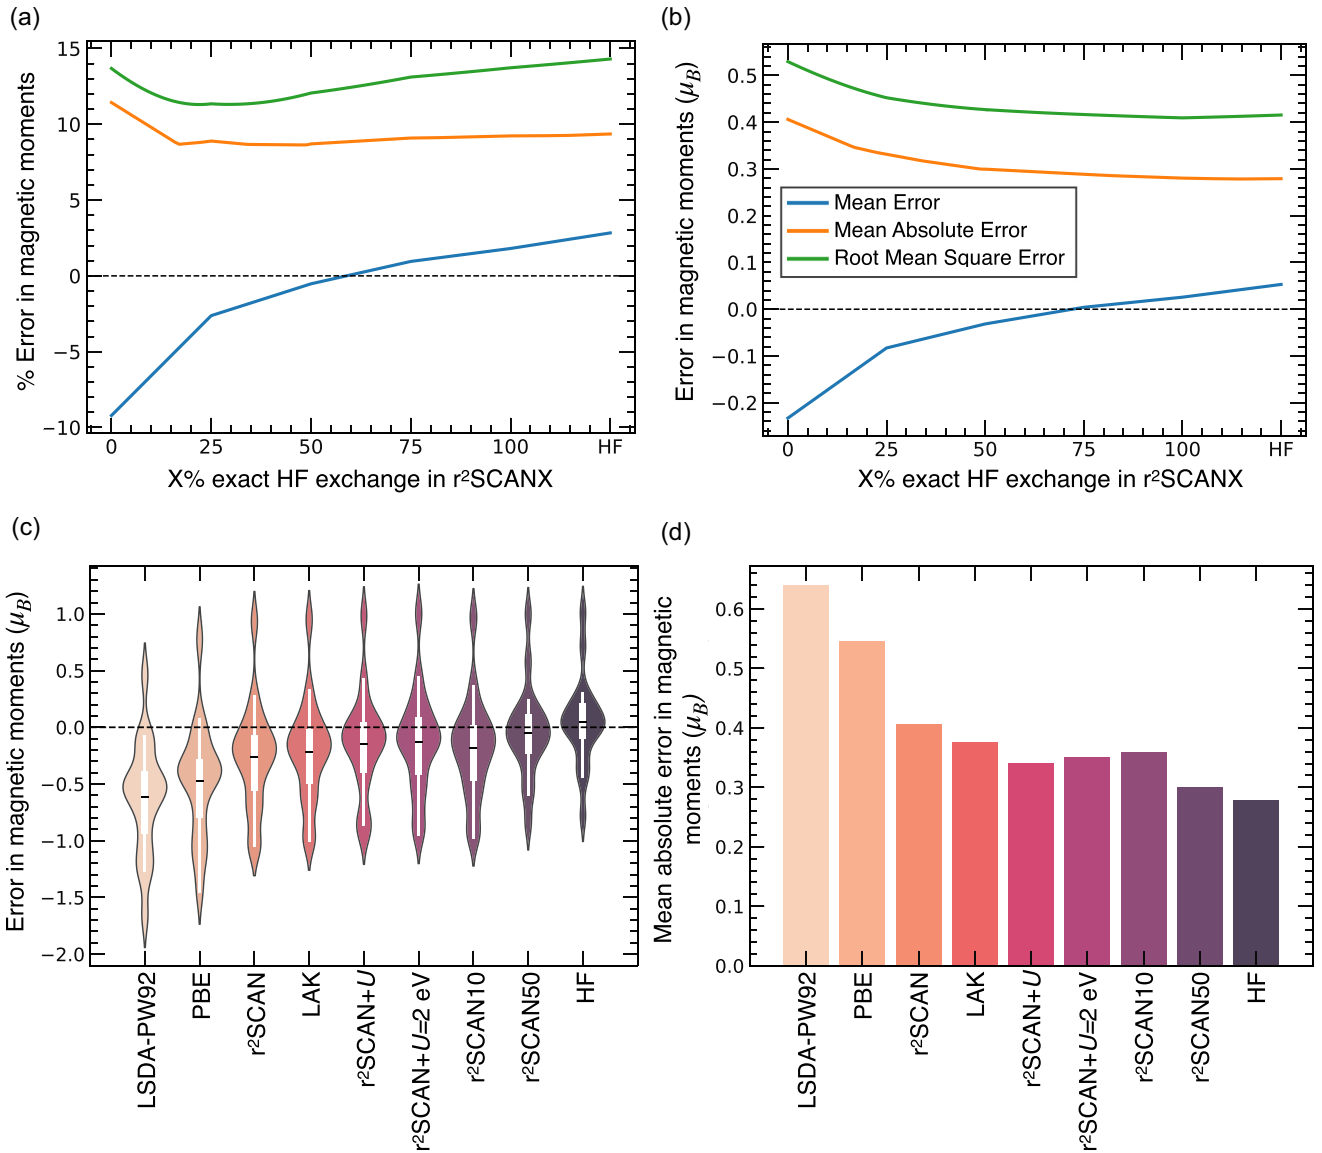 (a)
% Error in magnetic moments
15
10
5
0
−5
−10
0 25 50 75 100 HF
X% exact HF exchange in r²SCANX
(b)
Error in magnetic moments (μ_B)
0.5
0.4
0.3
0.2
0.1
0.0
−0.1
−0.2
Mean Error
Mean Absolute Error
Root Mean Square Error
0 25 50 75 100 HF
X% exact HF exchange in r²SCANX
(c)
Error in magnetic moments (μ_B)
1.0
0.5
0.0
−0.5
−1.0
−1.5
−2.0
LSDA-PW92
PBE
r²SCAN
LAK
r²SCAN+U
r²SCAN+U=2 eV
r²SCAN10
r²SCAN50
HF
(d)
Mean absolute error in magnetic
moments (μ_B)
0.6
0.5
0.4
0.3
0.2
0.1
0.0
LSDA-PW92
PBE
r²SCAN
LAK
r²SCAN+U
r²SCAN+U=2 eV
r²SCAN10
r²SCAN50
HF